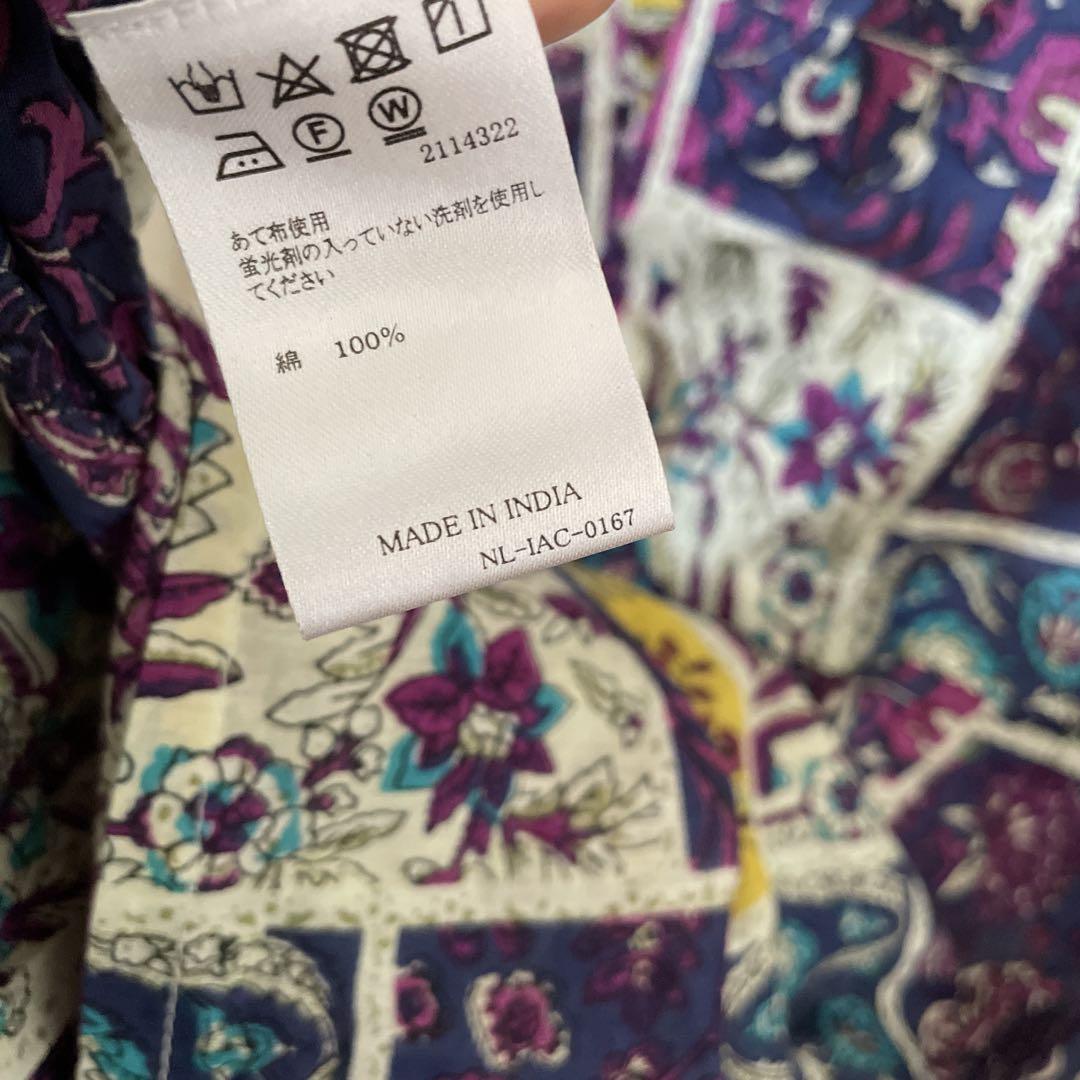 F W
2114322
あて布使用
蛍光剤の入っていない洗剤を使用し
てください
綿 100%
MADE IN INDIA
NL-IAC-0167